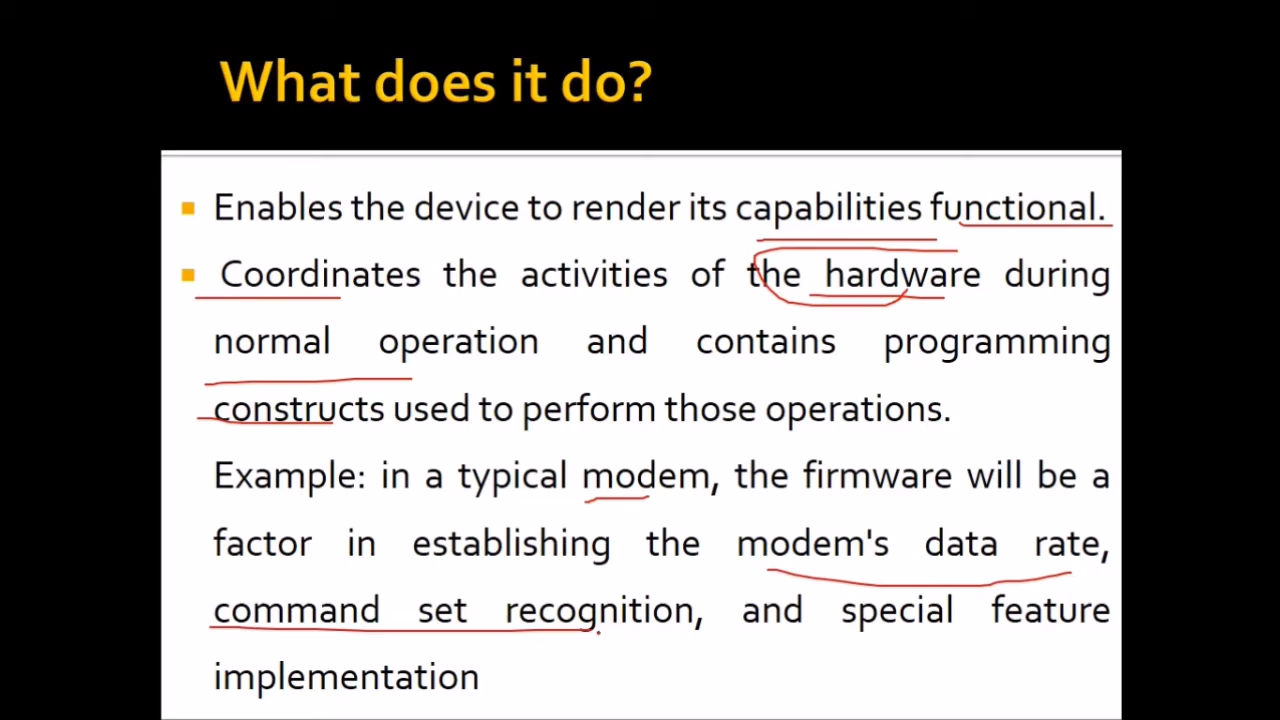 What does it do?
Enables the device to render its capabilities functional.
Coordinates the activities of the hardware during
normal operation and contains programming
constructs used to perform those operations.
Example: in a typical modem, the firmware will be a
factor in establishing the modem's data rate,
command set recognition, and special feature
implementation